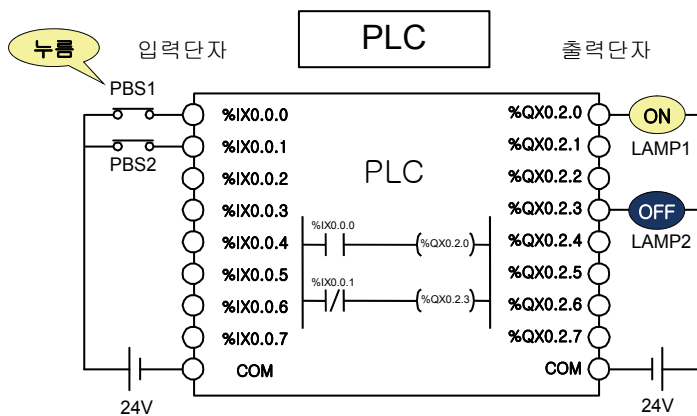 PLC
누름
입력단자
출력단자
PBS1
PBS2
%IX0.0.0
%IX0.0.1
%IX0.0.2
%IX0.0.3
%IX0.0.4
%IX0.0.5
%IX0.0.6
%IX0.0.7
COM
24V
PLC
%IX0.0.0
%QX0.2.0
%IX0.0.1
%QX0.2.3
%QX0.2.0
%QX0.2.1
%QX0.2.2
%QX0.2.3
%QX0.2.4
%QX0.2.5
%QX0.2.6
%QX0.2.7
COM
ON
LAMP1
OFF
LAMP2
24V